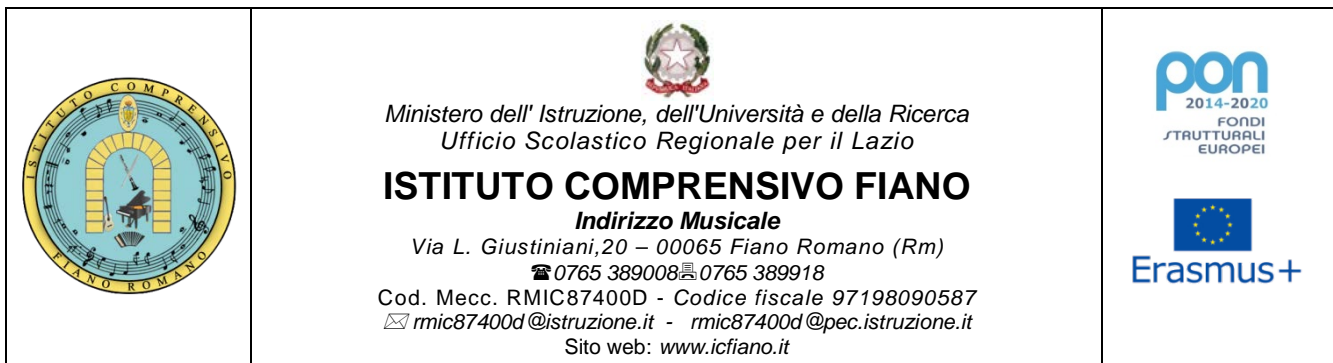 ISTITUTO COMPRENSIVO
FIANO ROMANO
Ministero dell' Istruzione, dell'Università e della Ricerca
Ufficio Scolastico Regionale per il Lazio
ISTITUTO COMPRENSIVO FIANO
Indirizzo Musicale
Via L. Giustiniani,20 – 00065 Fiano Romano (Rm)
☎0765 389008 0765 389918
Cod. Mecc. RMIC87400D - Codice fiscale 97198090587
rmic87400d@istruzione.it - rmic87400d@pec.istruzione.it
Sito web: www.icfiano.it
pon
2014-2020
FONDI
STRUTTURALI
EUROPEI
Erasmus+